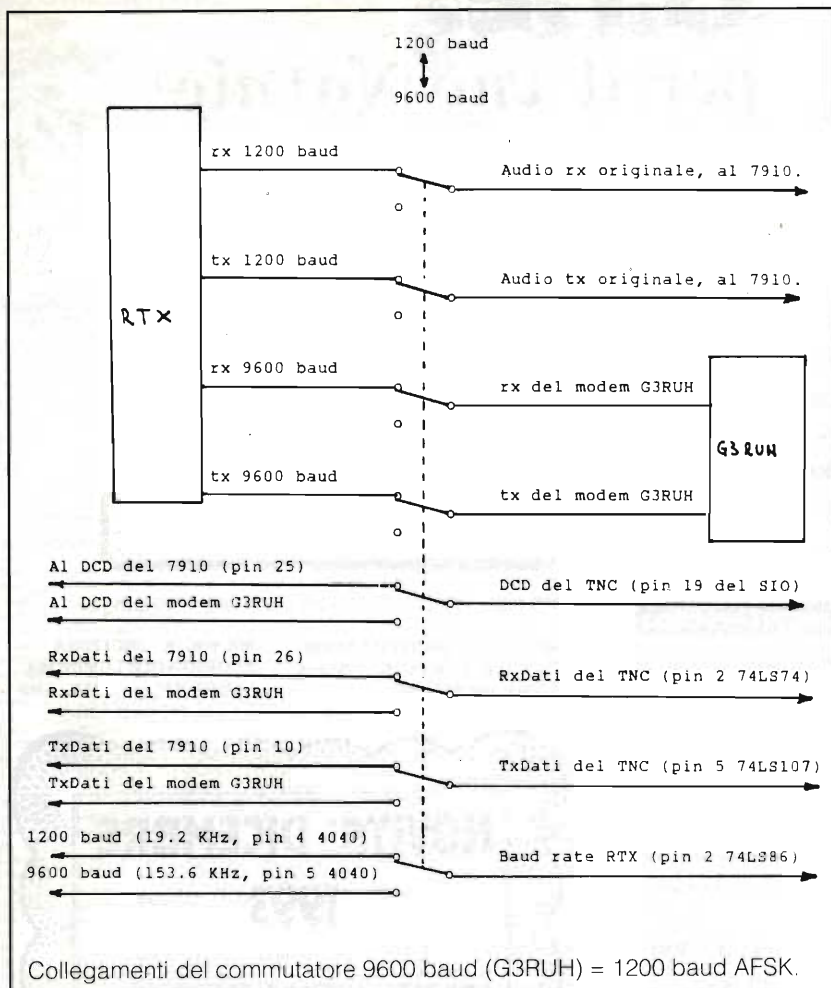 1200 baud
9600 baud
rx 1200 baud
Audio rx originale, al 7910.
tx 1200 baud
Audio tx originale, al 7910.
RTX
rx 9600 baud
rx del modem G3RUH
G3RUH
tx 9600 baud
tx del modem G3RUH
Al DCD del 7910 (pin 25)
DCD del TNC (pin 19 del SIO)
Al DCD del modem G3RUH
RxDati del 7910 (pin 26)
RxDati del TNC (pin 2 74LS74)
RxDati del modem G3RUH
TxDati del 7910 (pin 10)
TxDati del TNC (pin 5 74LS107)
TxDati del modem G3RUH
1200 baud (19.2 KHz, pin 4 4040)
Baud rate RTX (pin 2 74LS86)
9600 baud (153.6 KHz, pin 5 4040)
Collegamenti del commutatore 9600 baud (G3RUH) = 1200 baud AFSK.